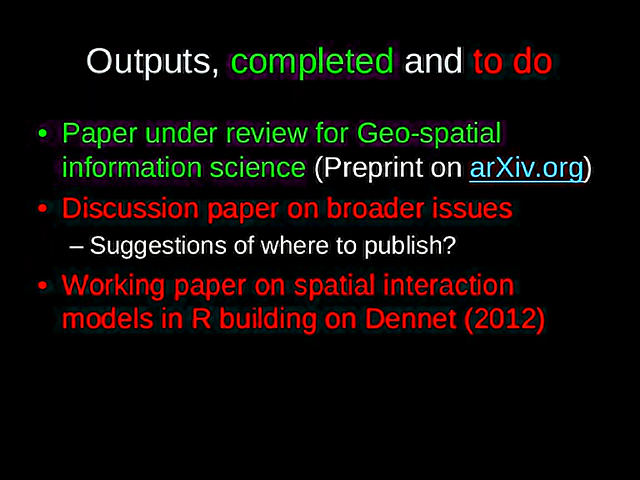 Outputs, completed and to do
• Paper under review for Geo-spatial
information science (Preprint on arXiv.org)
• Discussion paper on broader issues
– Suggestions of where to publish?
• Working paper on spatial interaction
models in R building on Dennet (2012)